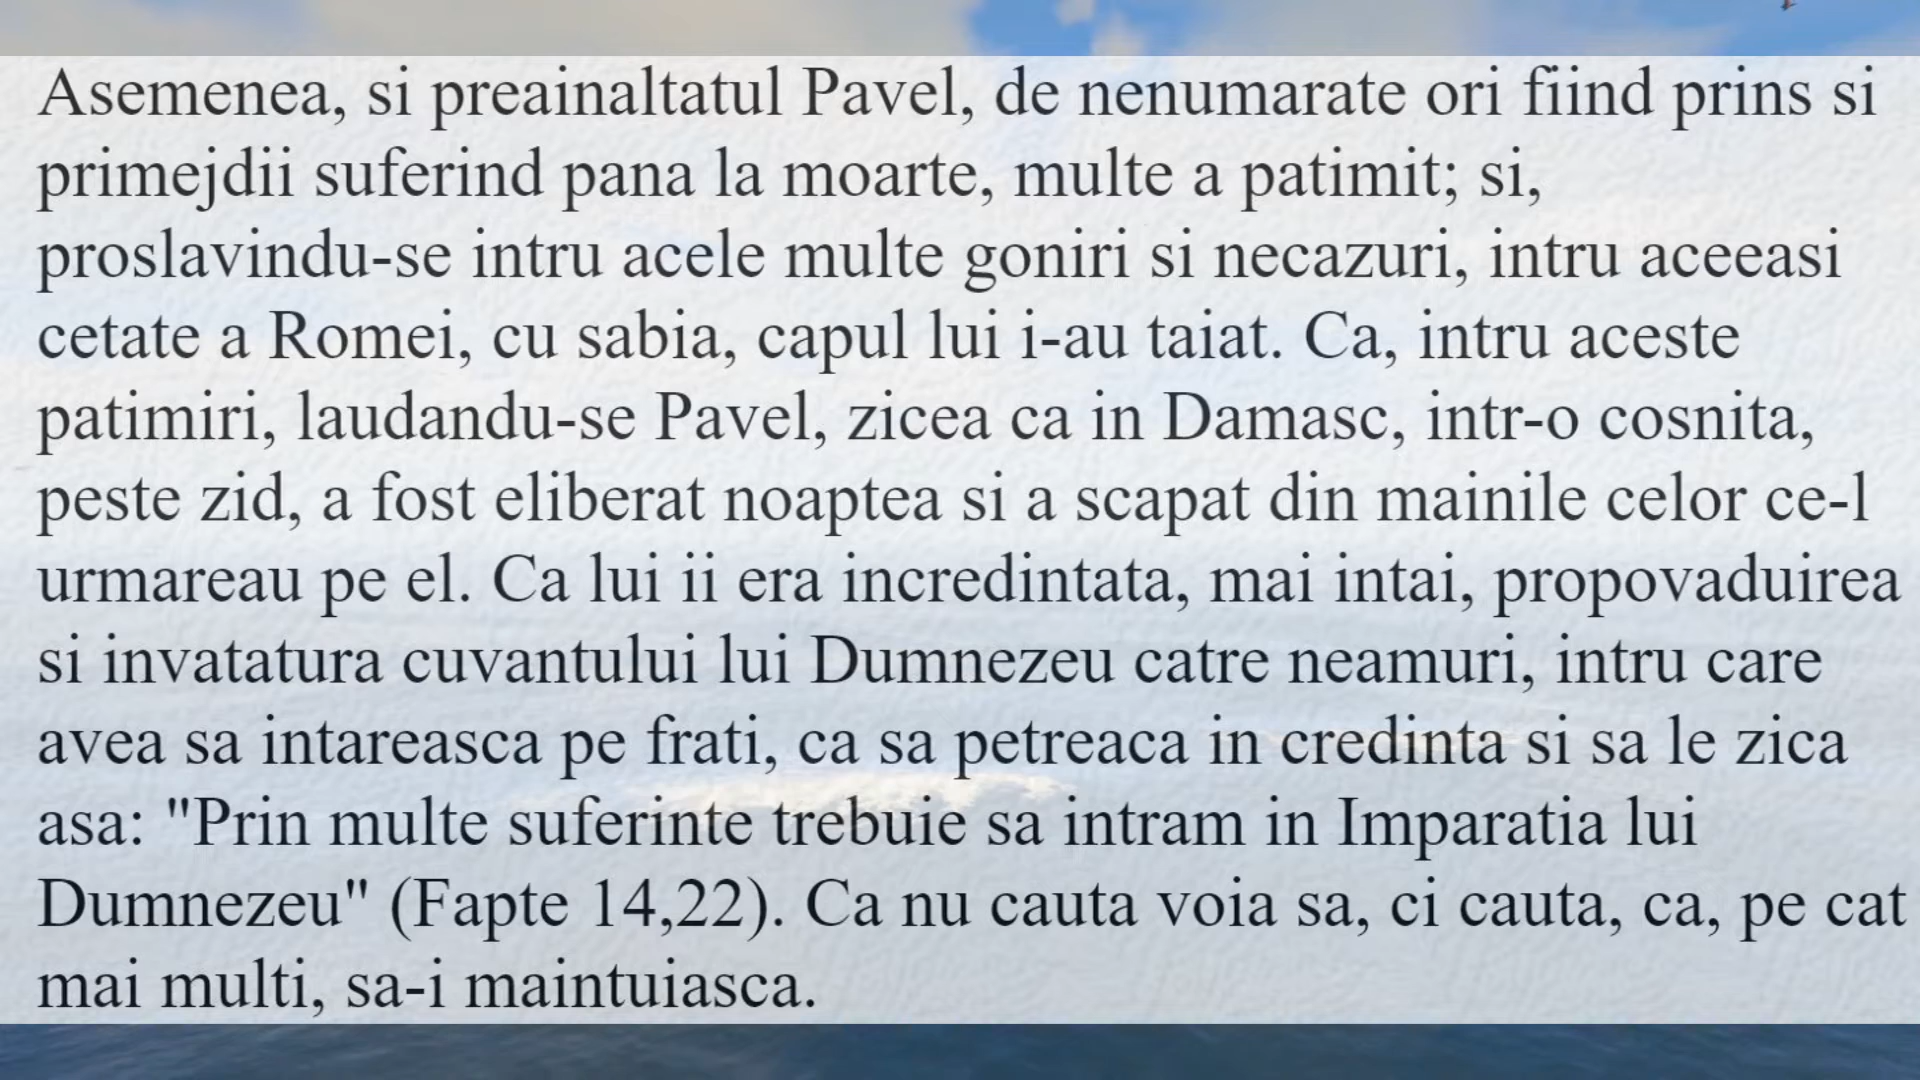 Asemenea, si preainaltatul Pavel, de nenumarate ori fiind prins si
primejdii suferind pana la moarte, multe a patimit; si,
proslavindu-se intru acele multe goniri si necazuri, intru aceeasi
cetate a Romei, cu sabia, capul lui i-au taiat. Ca, intru aceste
patimiri, laudandu-se Pavel, zicea ca in Damasc, intr-o cosnita,
peste zid, a fost eliberat noaptea si a scapat din mainile celor ce-l
urmareau pe el. Ca lui ii era incredintata, mai intai, propovaduirea
si invatatura cuvantului lui Dumnezeu catre neamuri, intru care
avea sa intareasca pe frati, ca sa petreaca in credinta si sa le zica
asa: "Prin multe suferinte trebuie sa intram in Imparatia lui
Dumnezeu" (Fapte 14,22). Ca nu cauta voia sa, ci cauta, ca, pe cat
mai multi, sa-i maintuiasca.